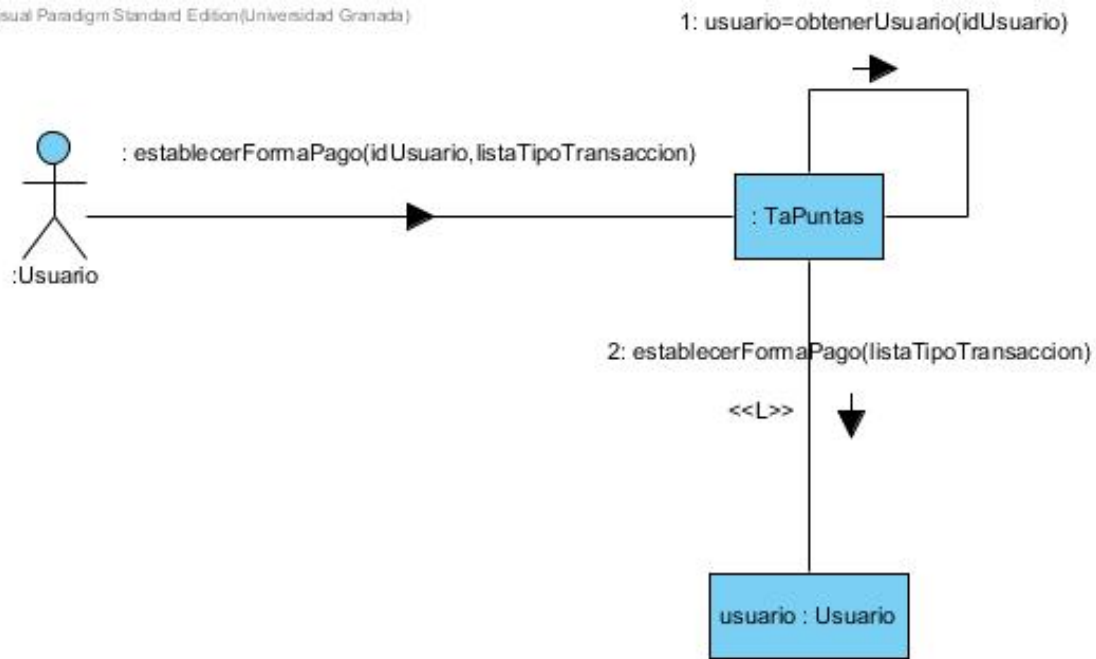 sual Paradigm Standard Edition(Universidad Granada)
1: usuario=obtenerUsuario(idUsuario)
: establecerFormaPago(idUsuario,listaTipoTransaccion)
: TaPuntas
:Usuario
2: establecerFormaPago(listaTipoTransaccion)
<<L>>
usuario : Usuario